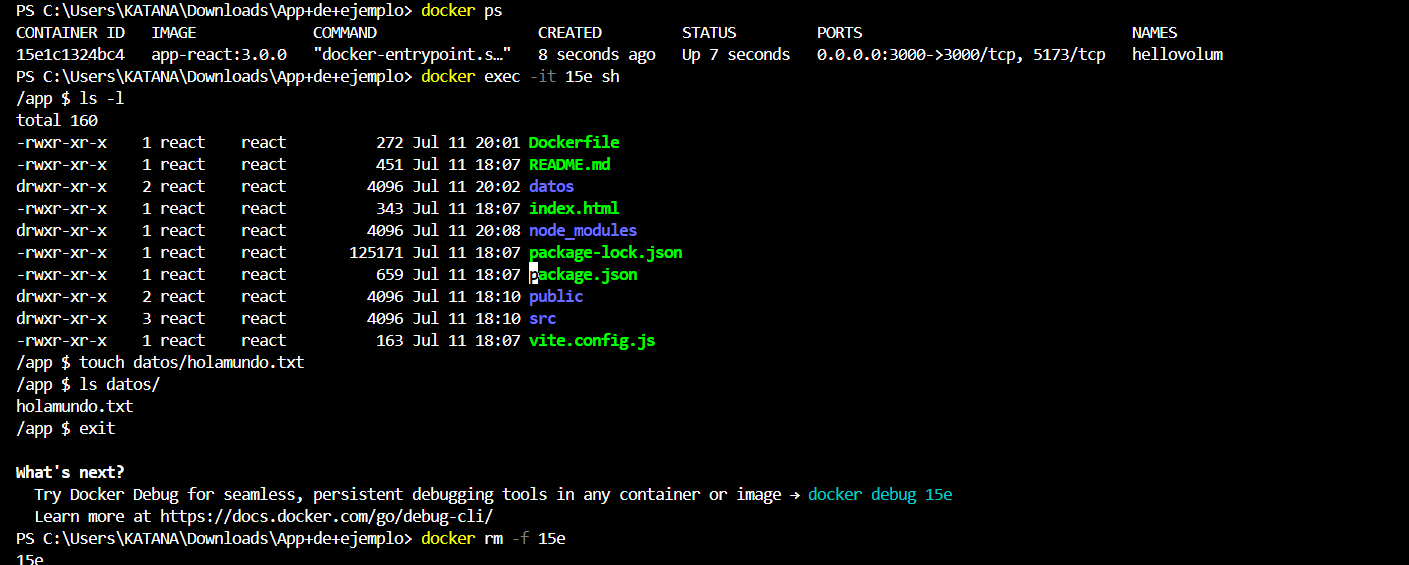 PS C:\Users\KATANA\Downloads\App+de+ejemplo> docker ps
CONTAINER ID   IMAGE             COMMAND                  CREATED         STATUS         PORTS                              NAMES
15e1c1324bc4   app-react:3.0.0   "docker-entrypoint.s…"   8 seconds ago   Up 7 seconds   0.0.0.0:3000->3000/tcp, 5173/tcp   hellovolum
PS C:\Users\KATANA\Downloads\App+de+ejemplo> docker exec -it 15e sh
/app $ ls -l
total 160
-rwxr-xr-x    1 react    react          272 Jul 11 20:01 Dockerfile
-rwxr-xr-x    1 react    react          451 Jul 11 18:07 README.md
drwxr-xr-x    2 react    react         4096 Jul 11 20:02 datos
-rwxr-xr-x    1 react    react          343 Jul 11 18:07 index.html
drwxr-xr-x    1 react    react         4096 Jul 11 20:08 node_modules
-rwxr-xr-x    1 react    react       125171 Jul 11 18:07 package-lock.json
-rwxr-xr-x    1 react    react          659 Jul 11 18:07 package.json
drwxr-xr-x    2 react    react         4096 Jul 11 18:10 public
drwxr-xr-x    3 react    react         4096 Jul 11 18:10 src
-rwxr-xr-x    1 react    react          163 Jul 11 18:07 vite.config.js
/app $ touch datos/holamundo.txt
/app $ ls datos/
holamundo.txt
/app $ exit
What's next?
  Try Docker Debug for seamless, persistent debugging tools in any container or image → docker debug 15e
  Learn more at https://docs.docker.com/go/debug-cli/
PS C:\Users\KATANA\Downloads\App+de+ejemplo> docker rm -f 15e
15e